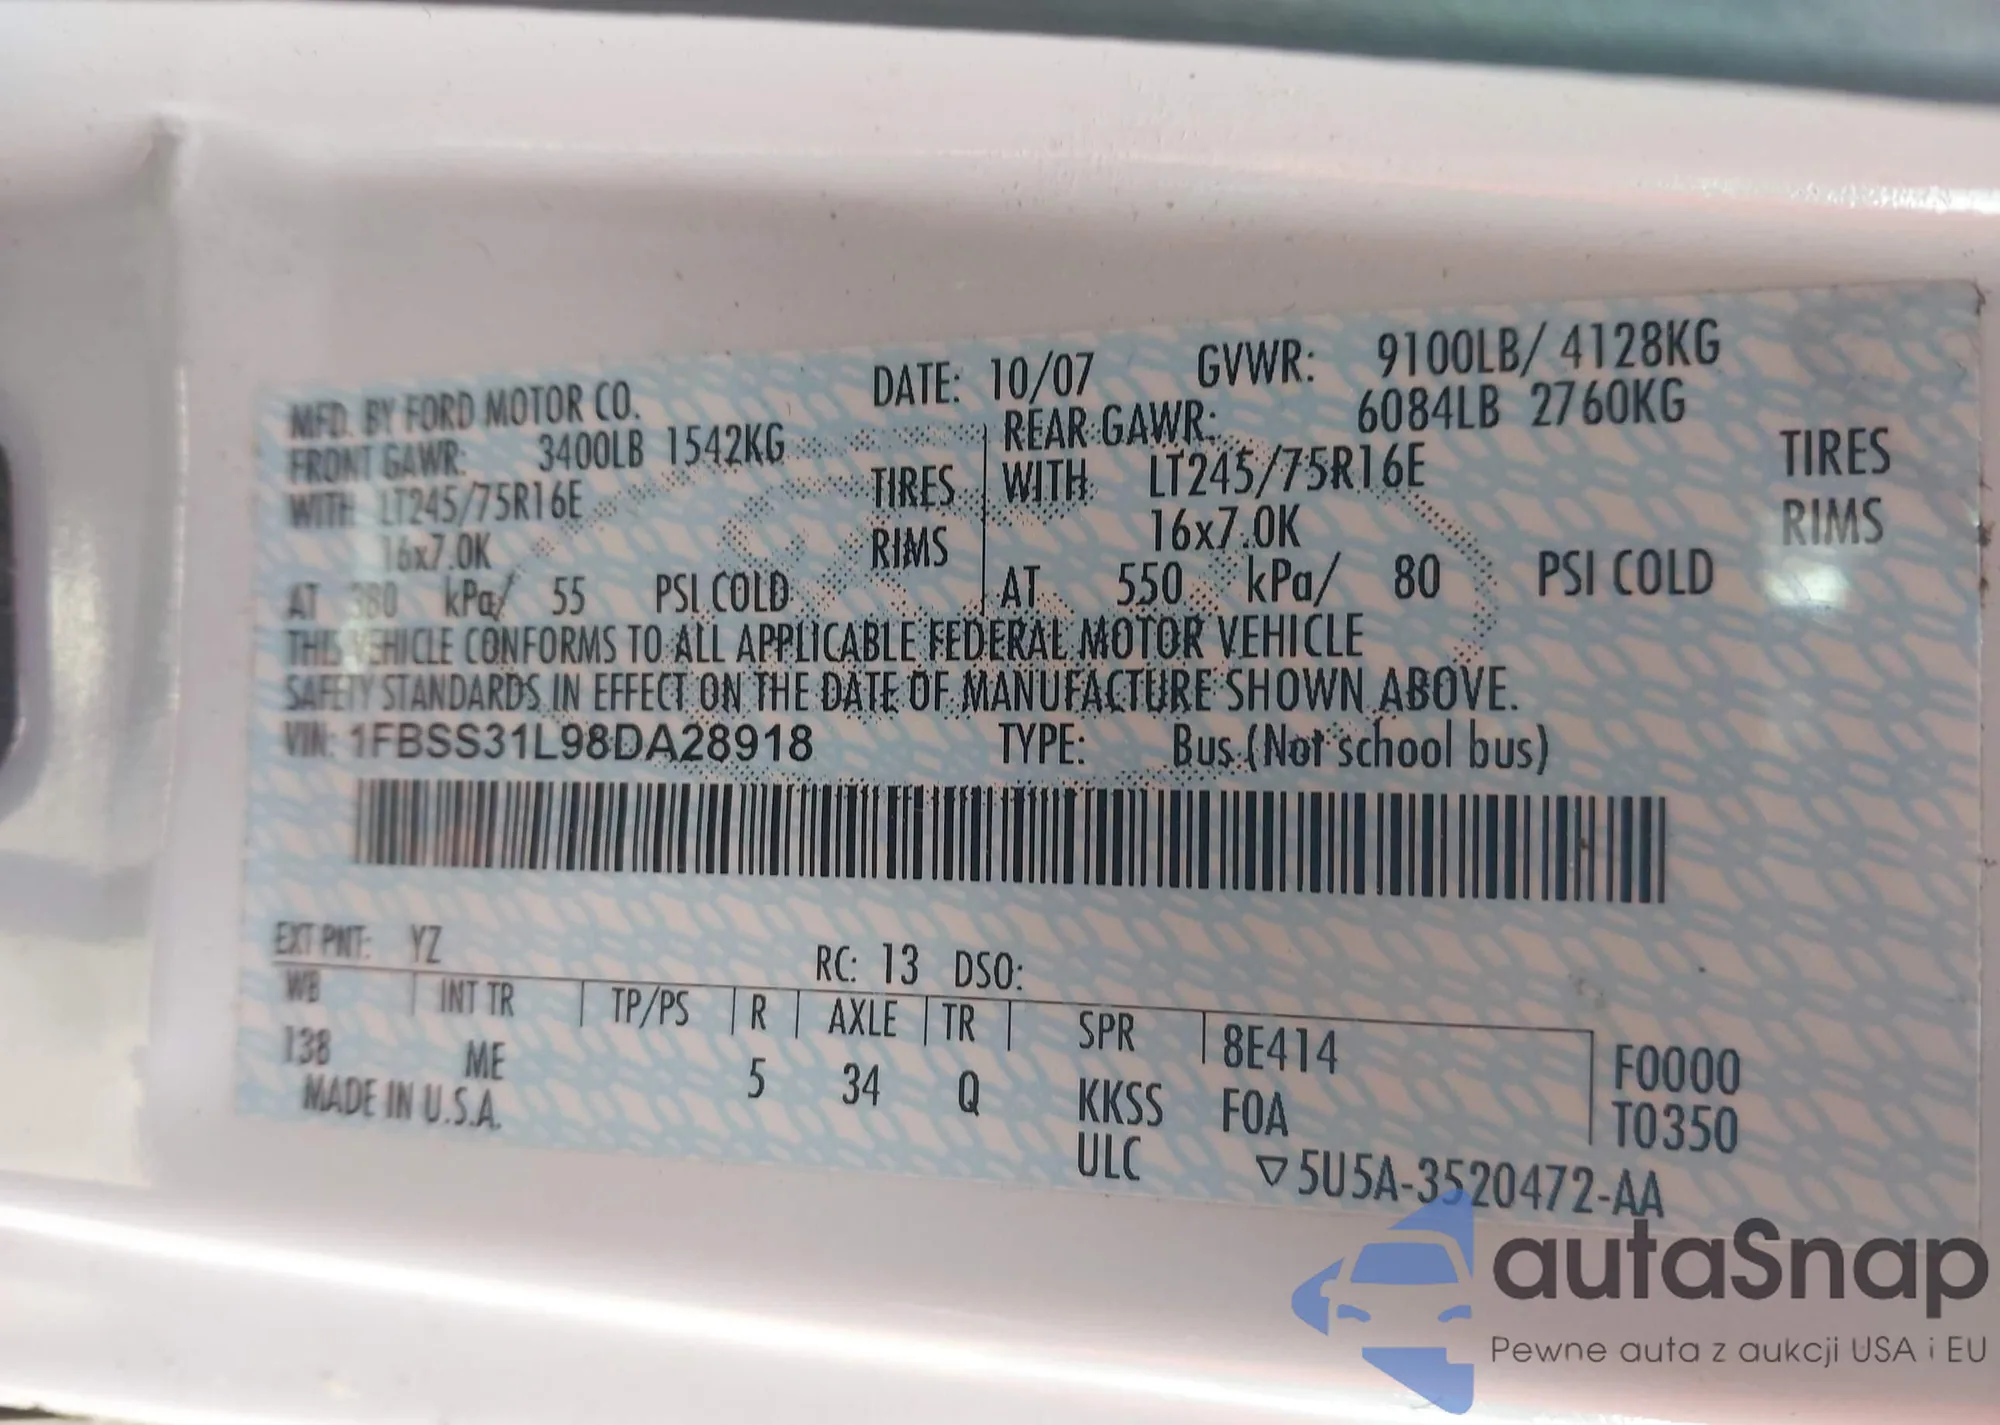 MFD. BY FORD MOTOR CO. DATE: 10/07 GVWR: 9100LB/ 4128KG
FRONT GAWR: 3400LB 1542KG REAR GAWR: 6084LB 2760KG
WITH LT245/75R16E TIRES WITH LT245/75R16E TIRES
16x7.0K RIMS 16x7.0K RIMS
AT 380 kPa/ 55 PSI COLD AT 550 kPa/ 80 PSI COLD
THIS VEHICLE CONFORMS TO ALL APPLICABLE FEDERAL MOTOR VEHICLE
SAFETY STANDARDS IN EFFECT ON THE DATE OF MANUFACTURE SHOWN ABOVE.
VIN: 1FBSS31L98DA28918 TYPE: Bus (Not school bus)
EXT PNT: YZ RC: 13 DSO:
WB INT TR TP/PS R AXLE TR SPR 8E414 F0000
138 ME 5 34 Q KKSS F0A T0350
MADE IN U.S.A. ULC ▽5U5A-3520472-AA
autaSnap
Pewne auta z aukcji USA i EU